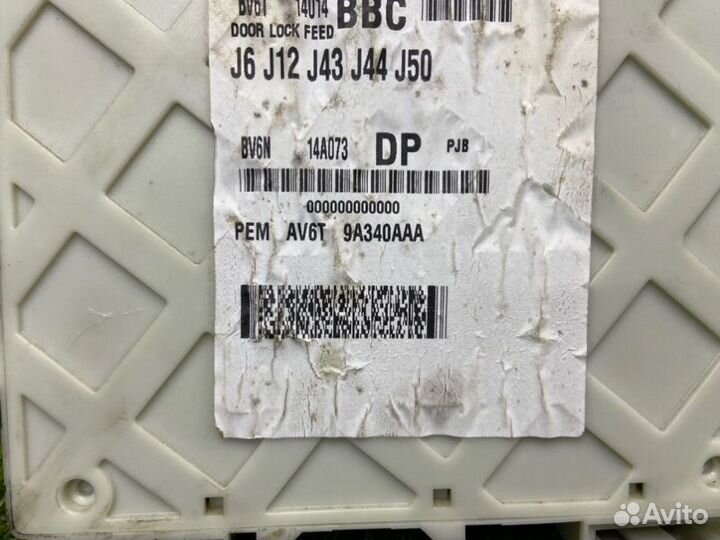 BV6T 14014 BBC
DOOR LOCK FEED
J6 J12 J43 J44 J50
BV6N 14A073 DP PJB
000000000000
PEM AV6T 9A340AAA
Avito